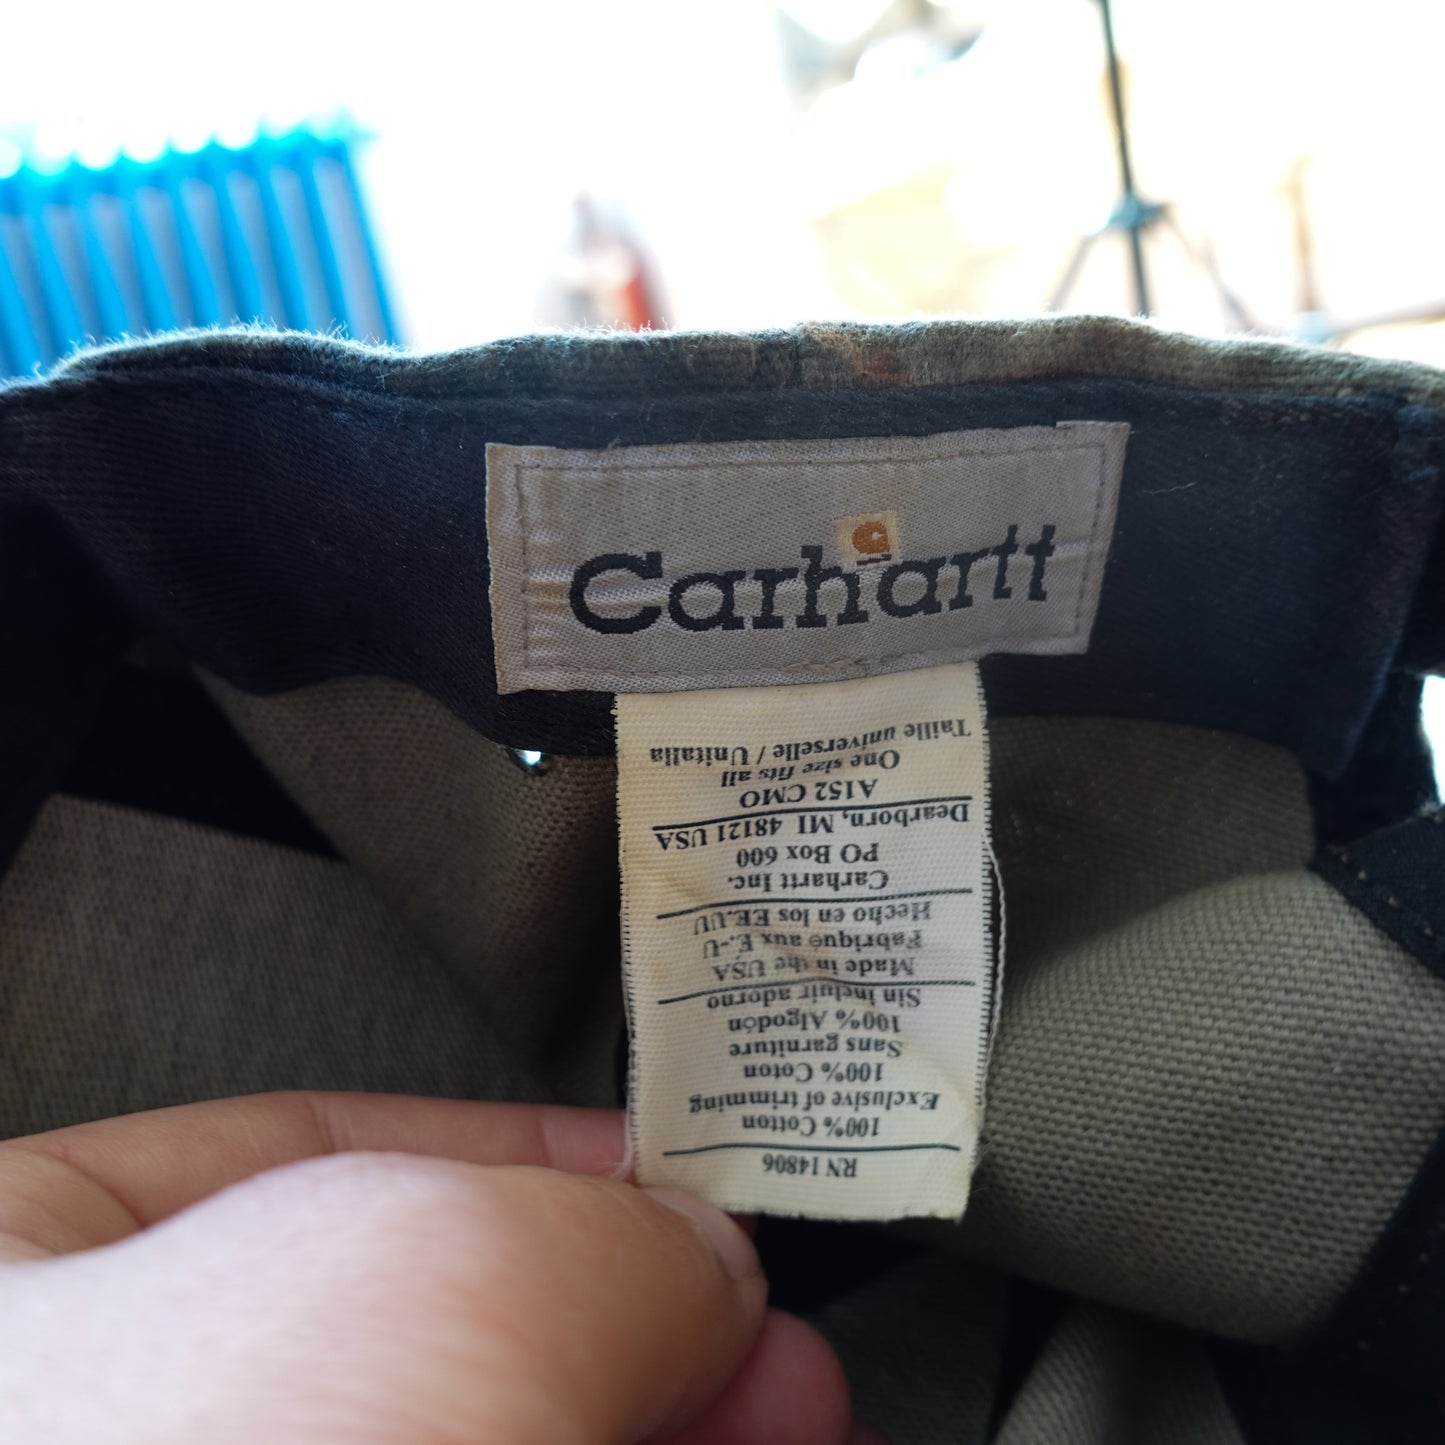 Carhartt
RN 14806
100% Cotton
Exclusive of trimming
100% Coton
Sans garniture
100% Algodón
Sin incluir adorno
Made in the USA
Fabriqué aux E.-U
Hecho en los EE.UU
Carhartt Inc.
PO Box 600
Dearborn, MI 48121 USA
A152 CMO
One size fits all
Taille universelle / Unitalla